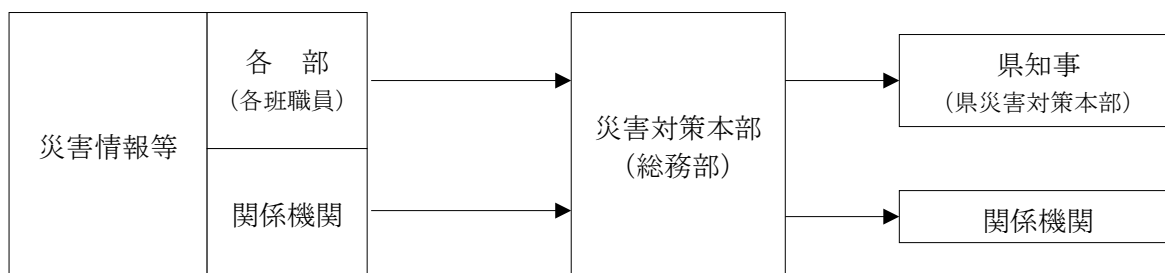 災害情報等
各　部
（各班職員）
関係機関
災害対策本部
（総務部）
県知事
（県災害対策本部）
関係機関